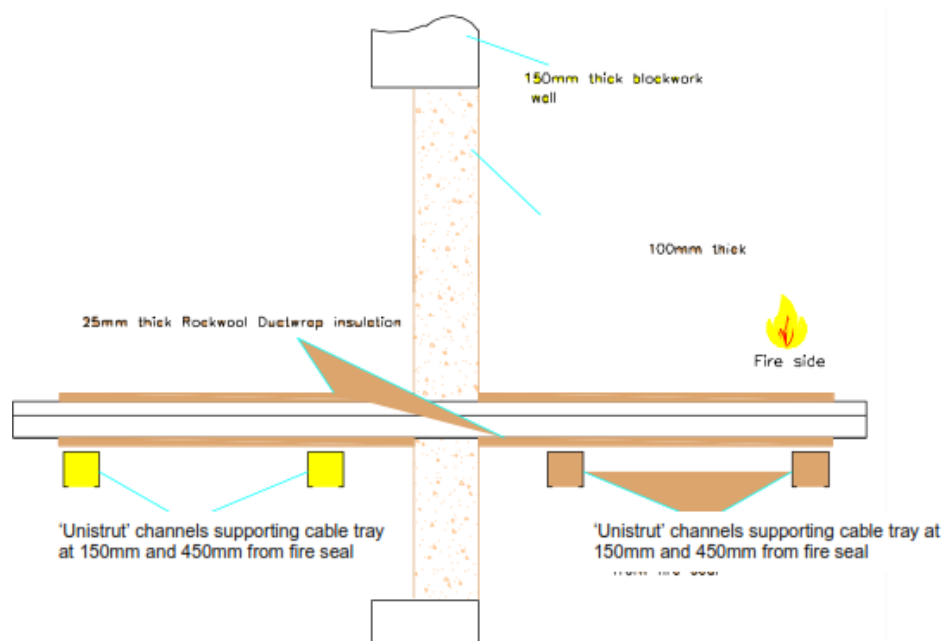 150mm thick blockwork
wall
100mm thick
25mm thick Rockwool Ductwrap insulation
Fire side
'Unistrut' channels supporting cable tray
at 150mm and 450mm from fire seal
'Unistrut' channels supporting cable tray at
150mm and 450mm from fire seal